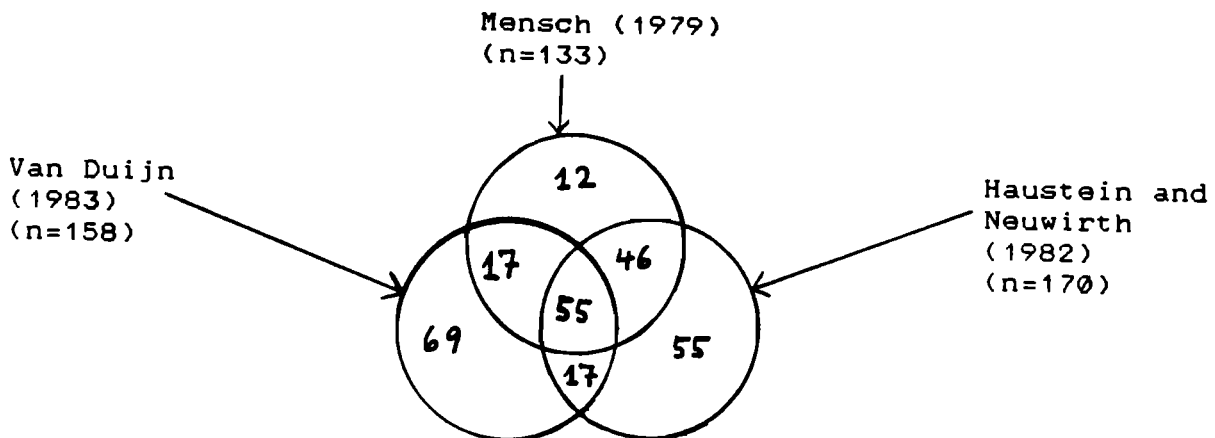 Mensch (1979)
(n=133)
Van Duijn
(1983)
(n=158)
Haustein and
Neuwirth
(1982)
(n=170)
12
17
46
55
69
55
17